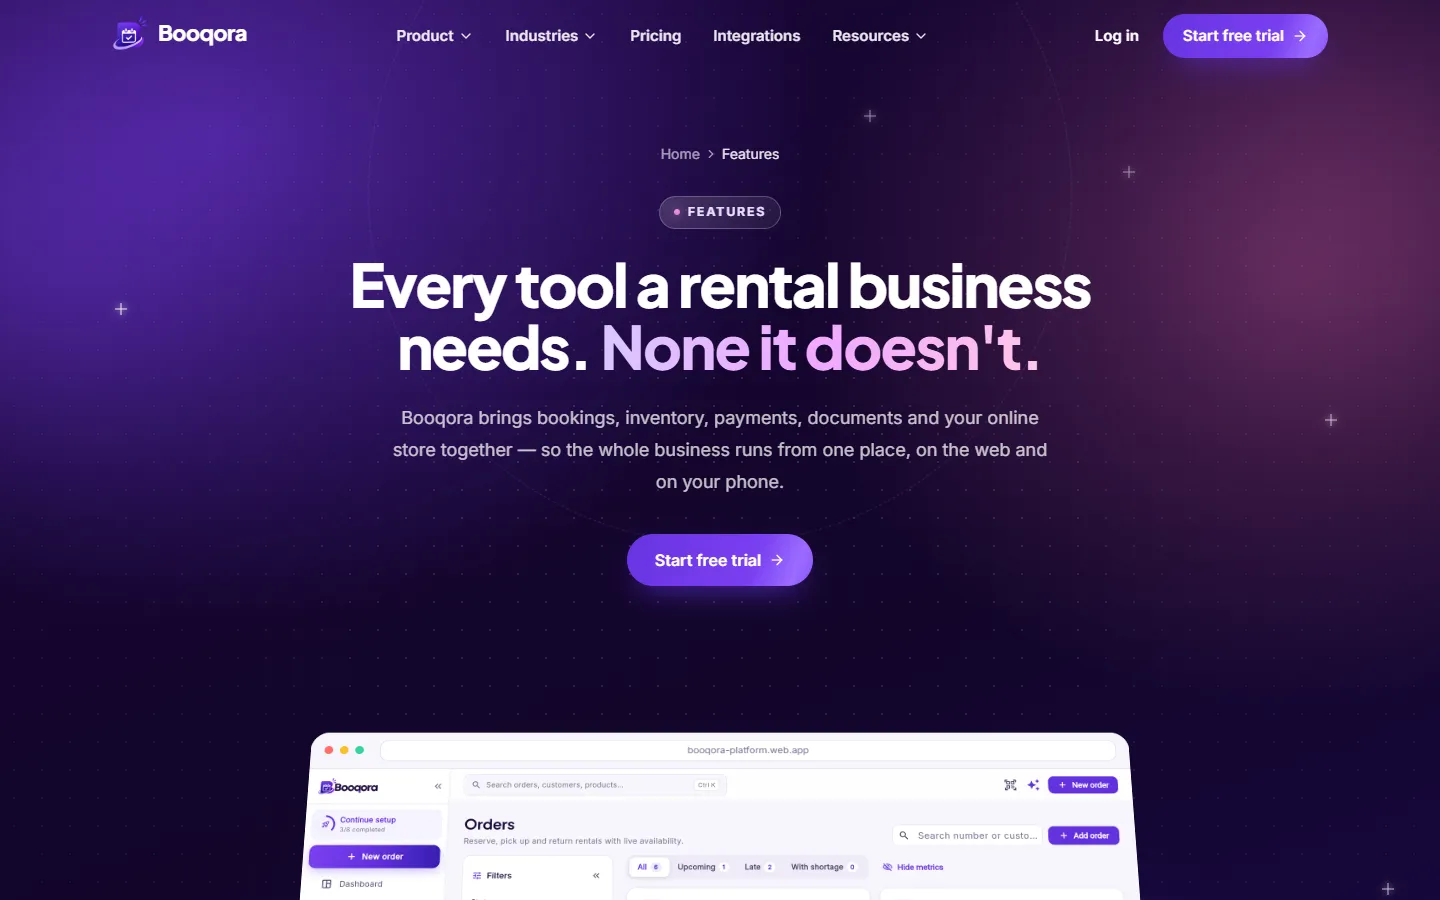 Booqora
Product
Industries
Pricing
Integrations
Resources
Log in
Start free trial
Home > Features
FEATURES
Every tool a rental business
needs. None it doesn't.
Booqora brings bookings, inventory, payments, documents and your online
store together — so the whole business runs from one place, on the web and
on your phone.
Start free trial
booqora-platform.web.app
Booqora
Search orders, customers, products...
Ctrl K
New order
Continue setup
3/8 completed
New order
Dashboard
Orders
Reserve, pick up and return rentals with live availability.
Search number or custo...
Add order
Filters
All 6
Upcoming 1
Late 2
With shortage 0
Hide metrics